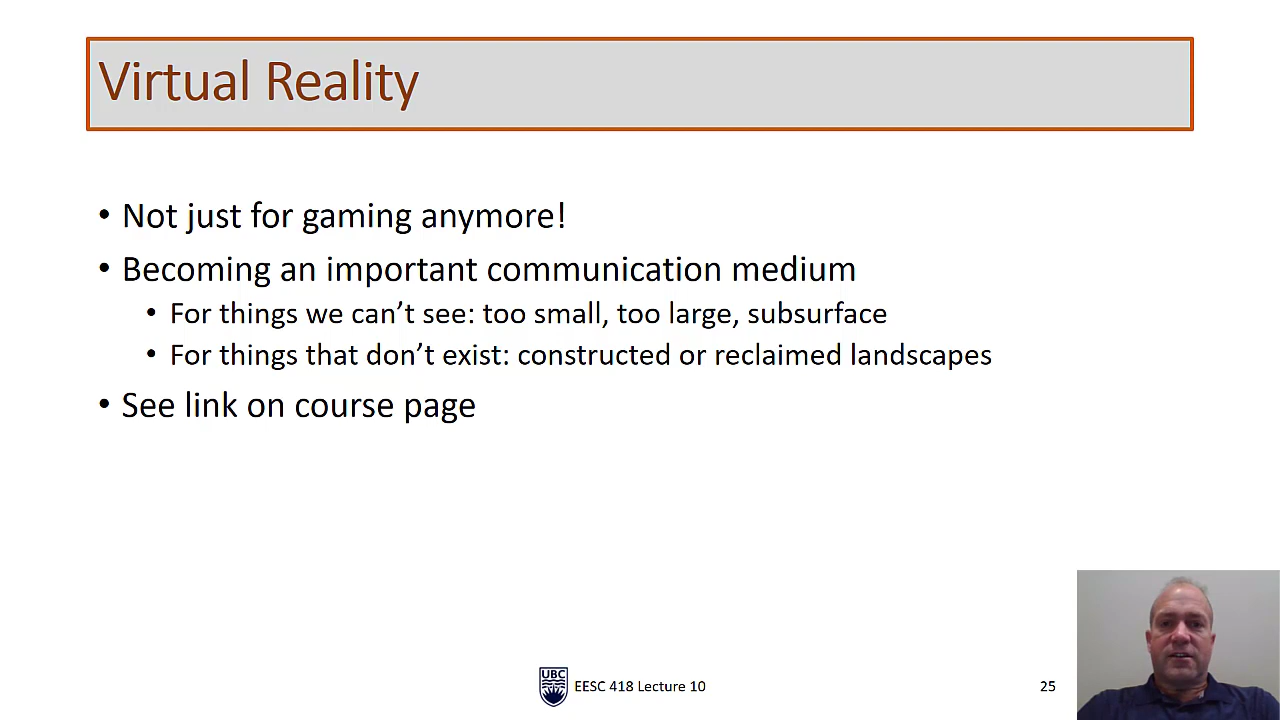 Virtual Reality
• Not just for gaming anymore!
• Becoming an important communication medium
• For things we can’t see: too small, too large, subsurface
• For things that don’t exist: constructed or reclaimed landscapes
• See link on course page
UBC
EESC 418 Lecture 10
25